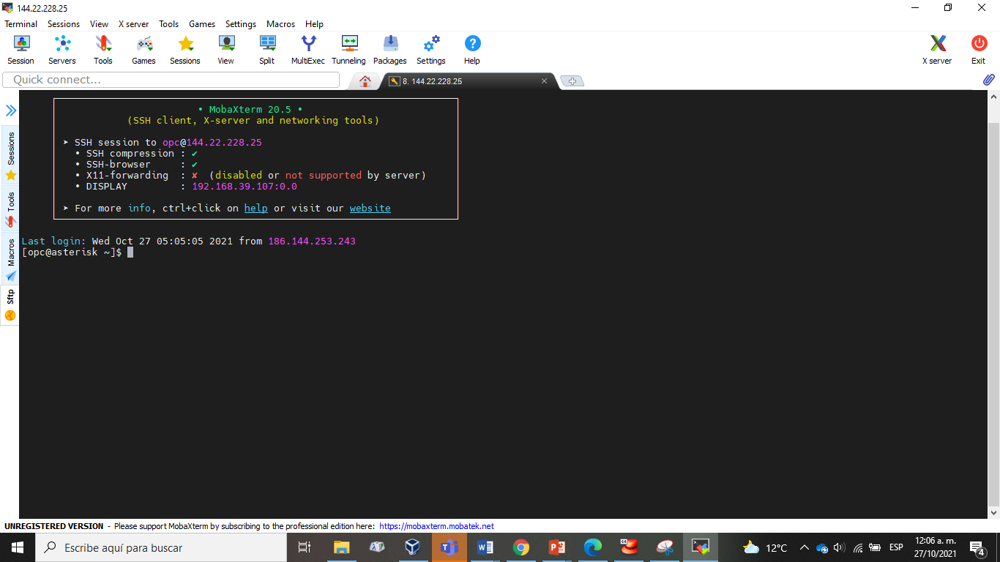 144.22.228.25
Terminal Sessions View X server Tools Games Settings Macros Help
Session Servers Tools Games Sessions View Split MultiExec Tunneling Packages Settings Help X server Exit
Quick connect...
8. 144.22.228.25
• MobaXterm 20.5 •
(SSH client, X-server and networking tools)
➤ SSH session to opc@144.22.228.25
• SSH compression : ✔
• SSH-browser : ✔
• X11-forwarding : ✘ (disabled or not supported by server)
• DISPLAY : 192.168.39.107:0.0
➤ For more info, ctrl+click on help or visit our website
Last login: Wed Oct 27 05:05:05 2021 from 186.144.253.243
[opc@asterisk ~]$
Sessions
Tools
Macros
Sftp
UNREGISTERED VERSION - Please support MobaXterm by subscribing to the professional edition here: https://mobaxterm.mobatek.net
Escribe aquí para buscar
12°C
ESP
12:06 a. m.
27/10/2021
4